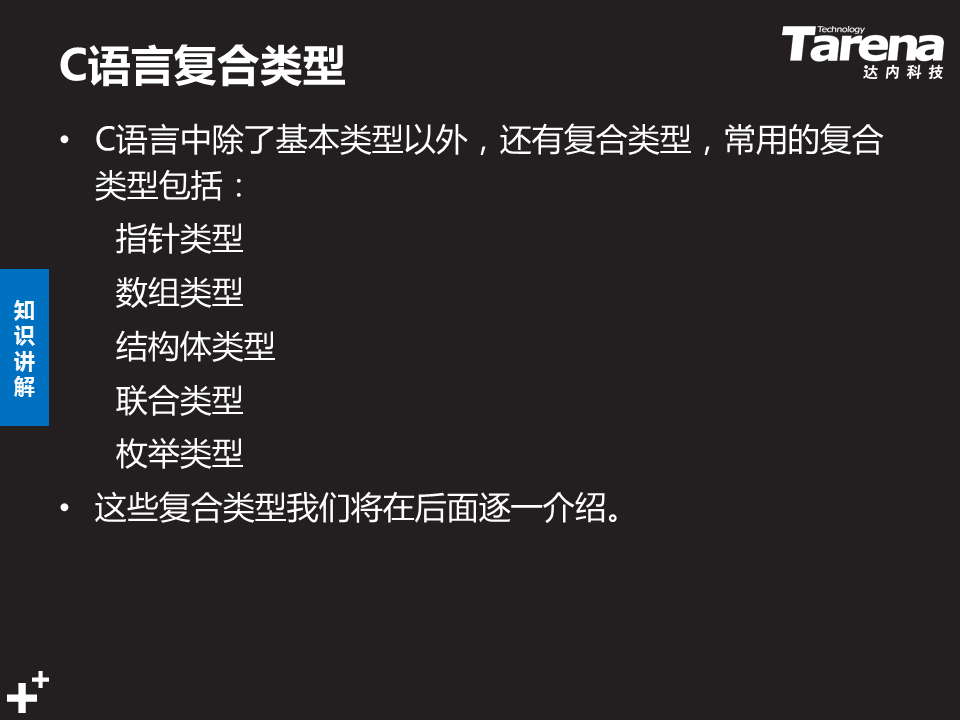 C语言复合类型
Technology
Tarena
达内科技
• C语言中除了基本类型以外，还有复合类型，常用的复合
类型包括：
指针类型
数组类型
结构体类型
联合类型
枚举类型
• 这些复合类型我们将在后面逐一介绍。
知
识
讲
解
++